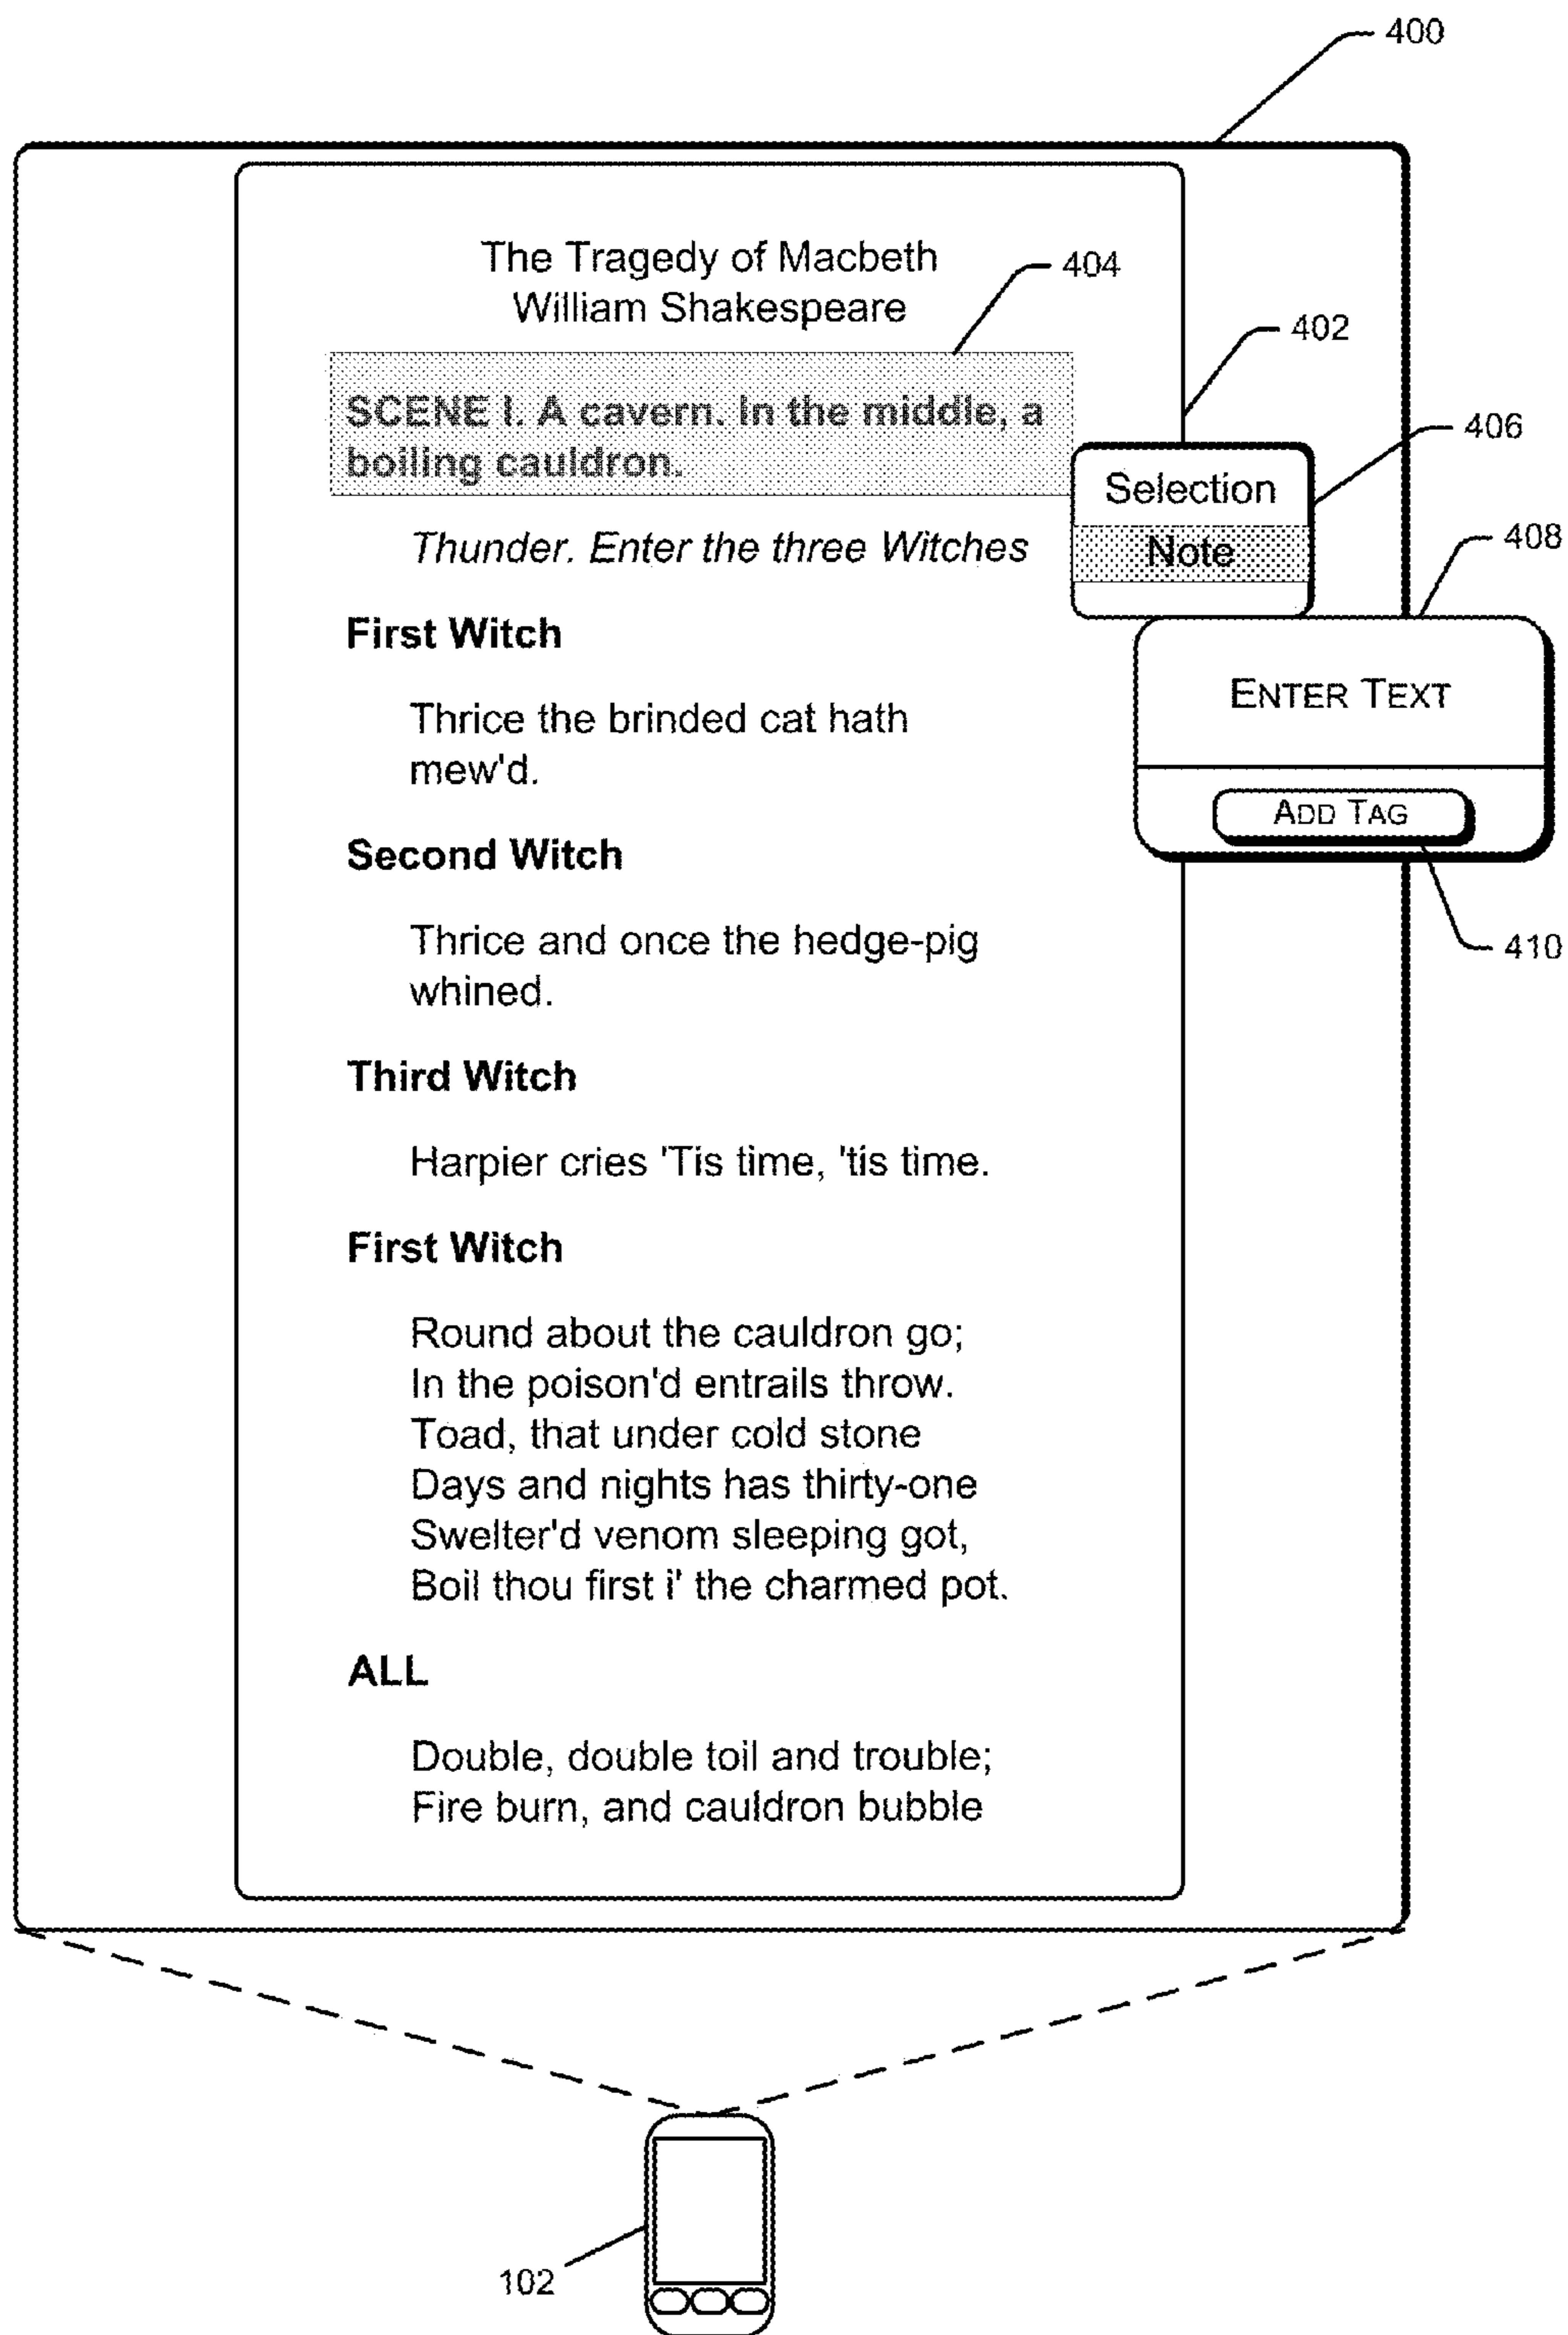 400
The Tragedy of Macbeth
William Shakespeare
404
402
SCENE I. A cavern. In the middle, a
boiling cauldron.
406
Selection
Note
408
Thunder. Enter the three Witches
First Witch
ENTER TEXT
Thrice the brinded cat hath
mew'd.
ADD TAG
410
Second Witch
Thrice and once the hedge-pig
whined.
Third Witch
Harpier cries 'Tis time, 'tis time.
First Witch
Round about the cauldron go;
In the poison'd entrails throw.
Toad, that under cold stone
Days and nights has thirty-one
Swelter'd venom sleeping got,
Boil thou first i' the charmed pot.
ALL
Double, double toil and trouble;
Fire burn, and cauldron bubble
102